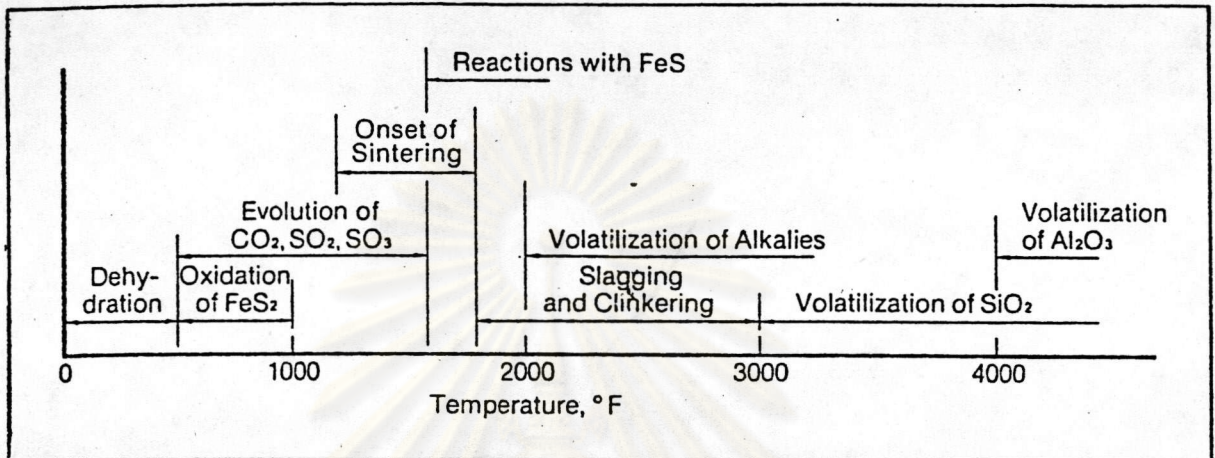 Reactions with FeS
Onset of
Sintering
Evolution of
CO₂, SO₂, SO₃
Volatilization
of Al₂O₃
Volatilization of Alkalies
Dehy-
dration
Oxidation
of FeS₂
Slagging
and Clinkering
Volatilization of SiO₂
0
1000
2000
3000
4000
Temperature, °F